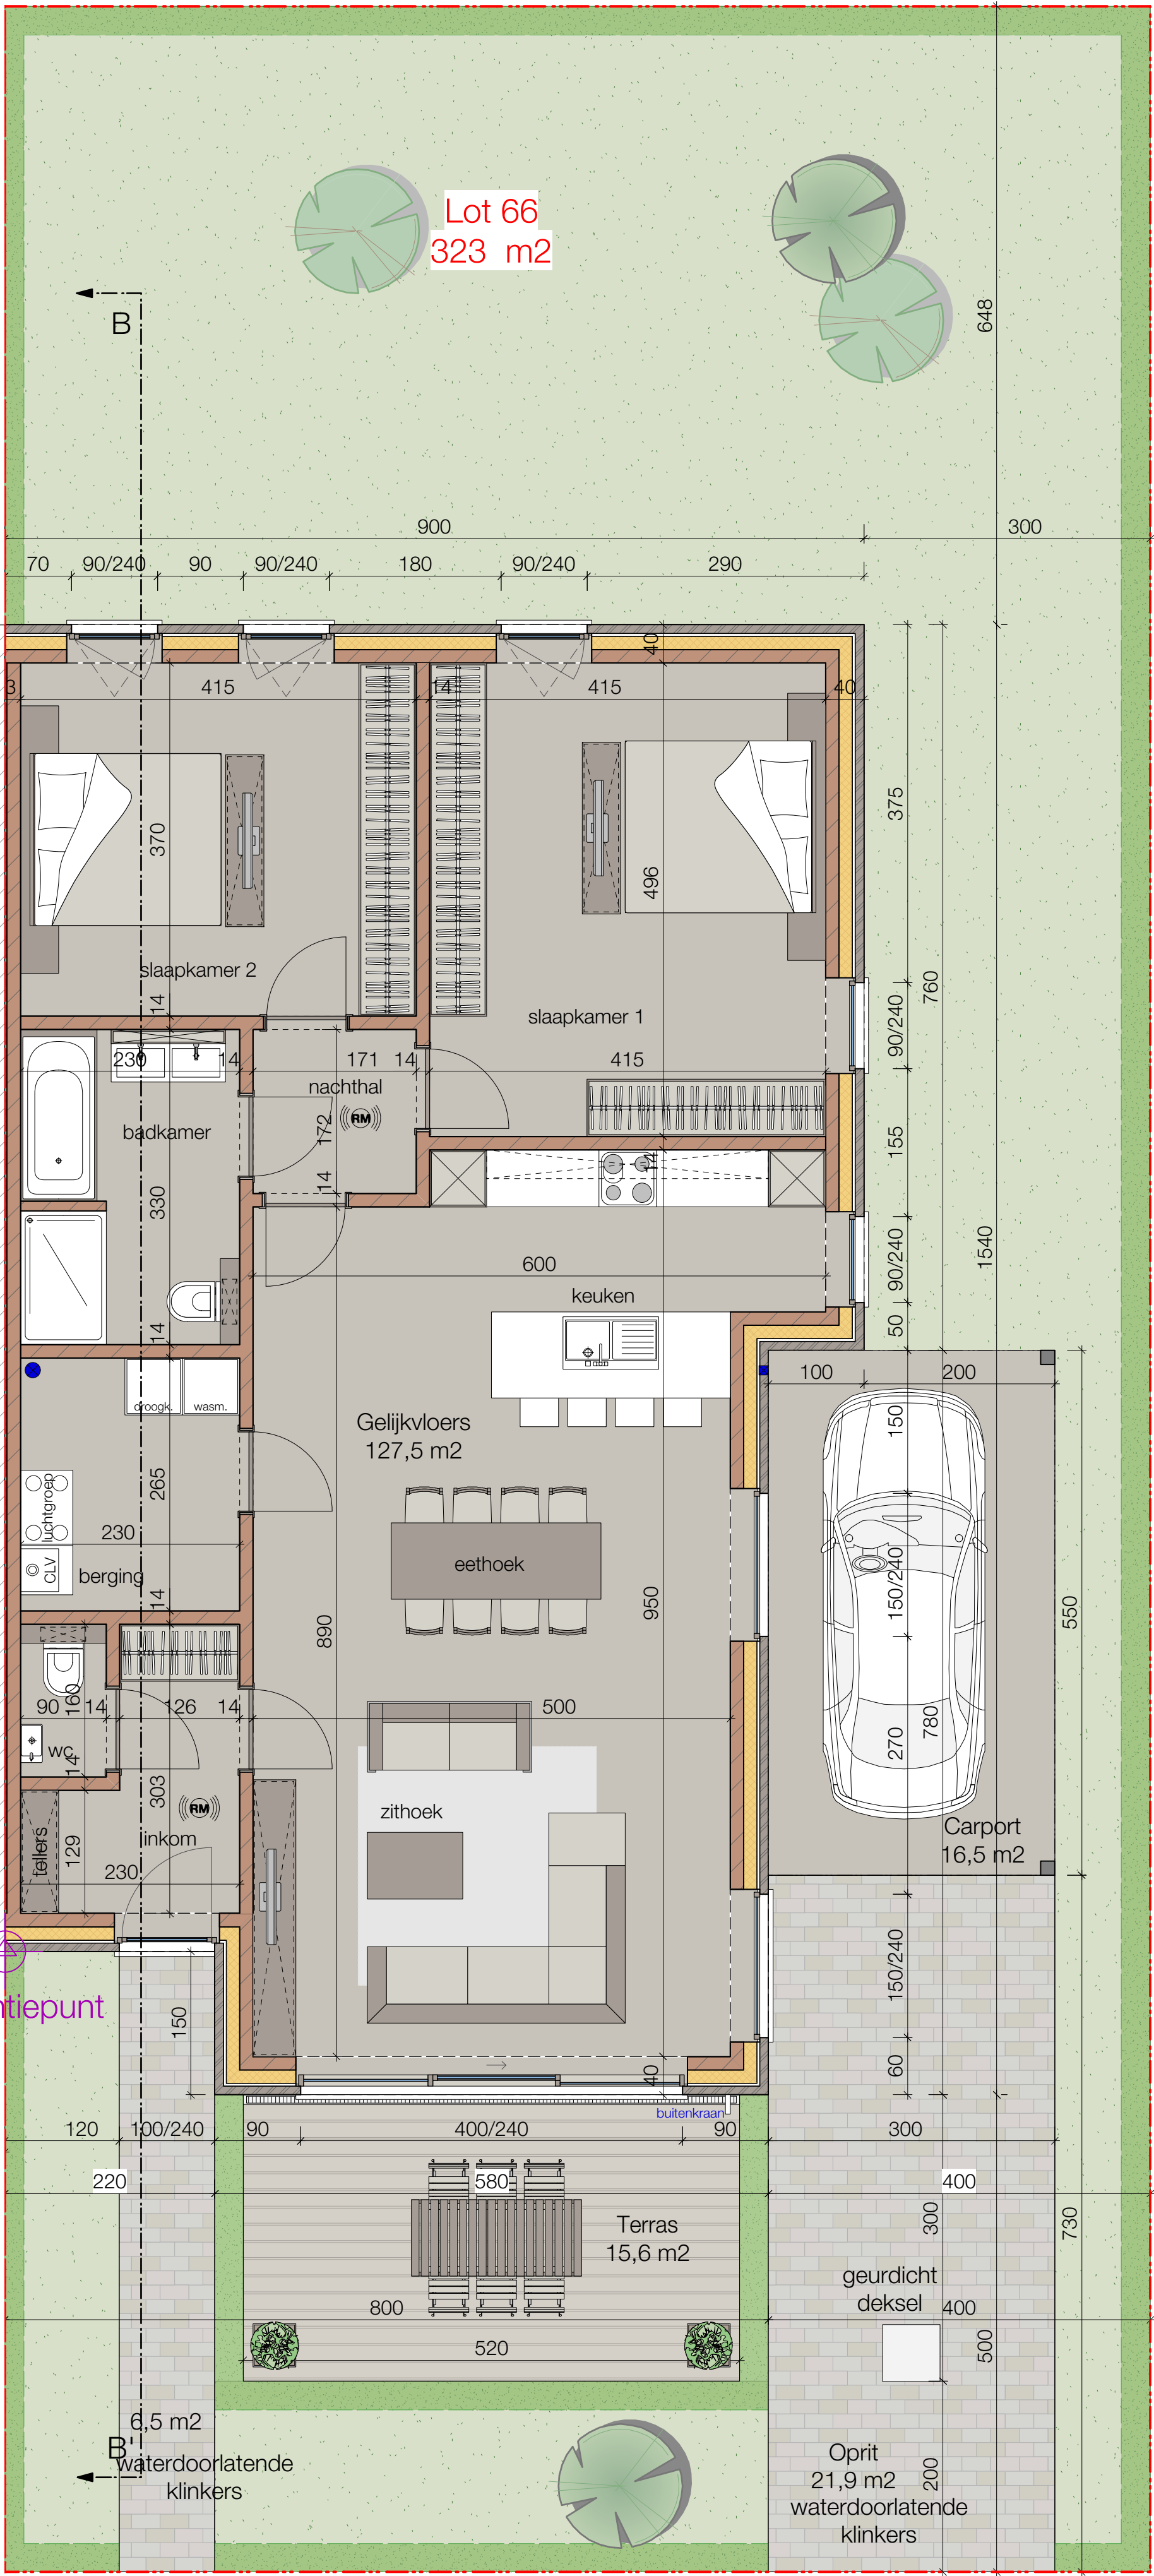 Lot 66
323 m2
B
648
900
300
70
90/240
90
90/240
180
90/240
290
40
3
415
14
415
40
375
370
496
slaapkamer 2
760
14
slaapkamer 1
90/240
230
14
171
14
415
nachthal
RM
172
badkamer
155
14
14
330
1540
90/240
600
keuken
50
14
100
200
droogk.
wasm.
150
Gelijkvloers
127,5 m2
luchtgroep
265
230
eethoek
CLV
berging
150/240
14
950
550
890
160
90
14
126
14
500
wc
14
270
780
303
RM
zithoek
Carport
16,5 m2
tellers
129
inkom
230
150/240
ntiepunt
150
60
40
buitenkraan
120
100/240
90
400/240
90
300
220
580
400
Terras
15,6 m2
300
730
geurdicht
deksel
800
400
520
500
6,5 m2
B'
waterdoorlatende
klinkers
Oprit
21,9 m2
200
waterdoorlatende
klinkers